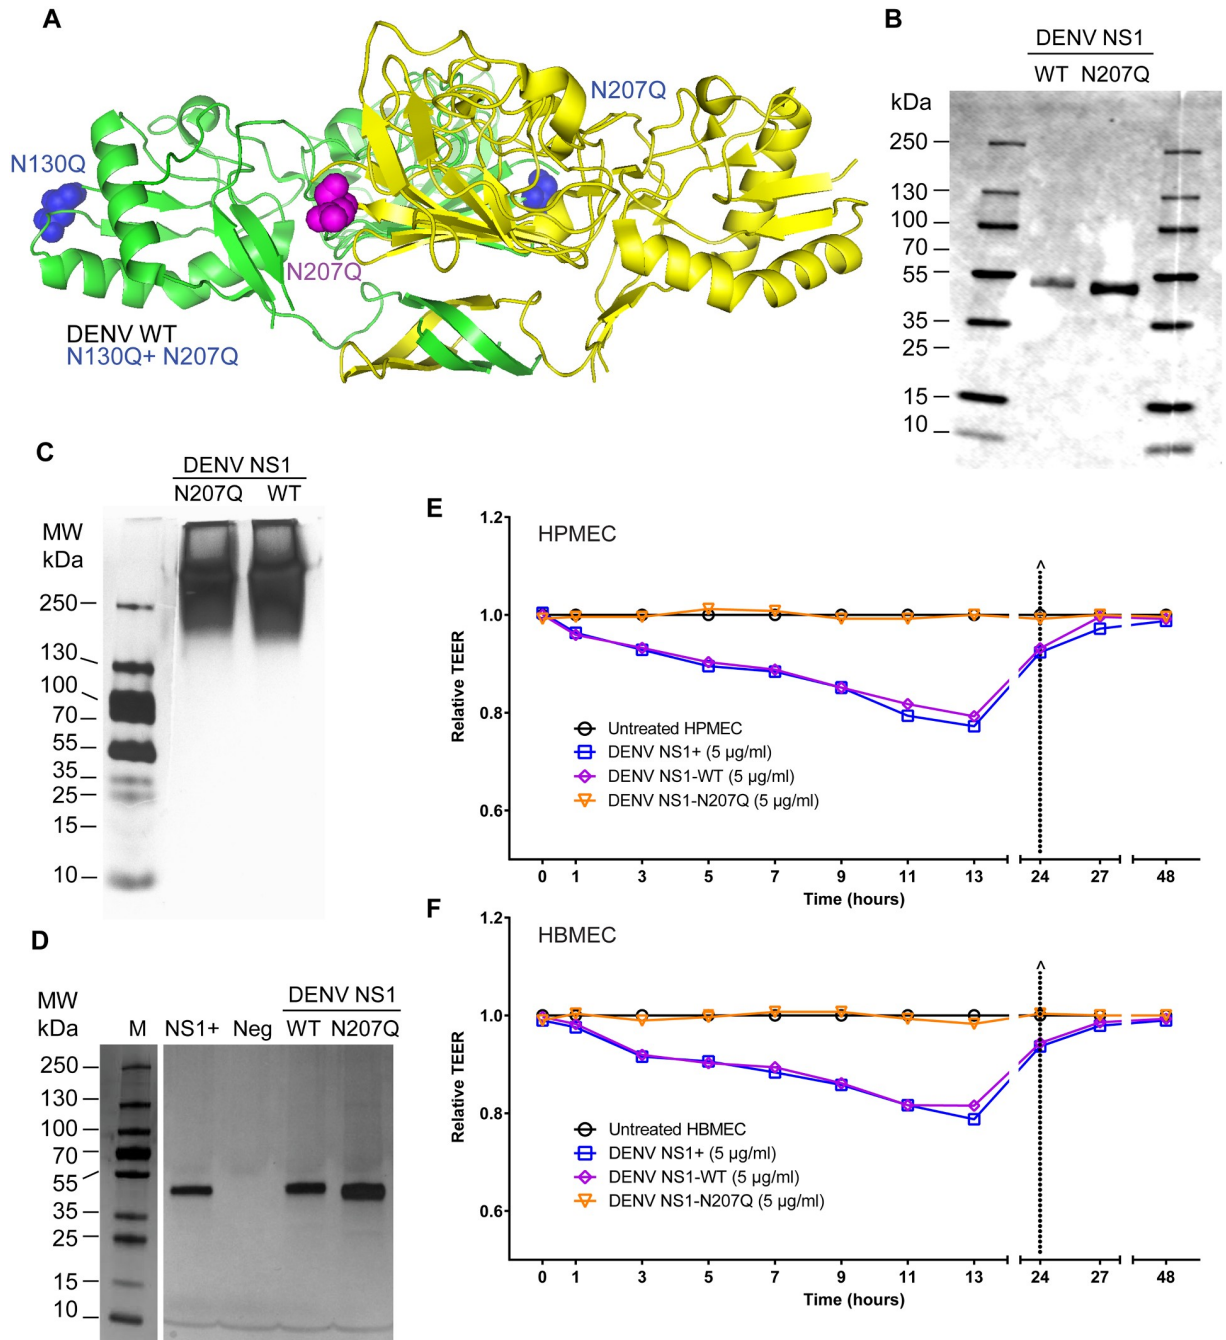 A
N207Q
N130Q
N207Q
DENV WT
N130Q+ N207Q
B
DENV NS1
WT N207Q
kDa
250
130
100
70
55
35
25
15
10
C
DENV NS1
N207Q WT
MW
kDa
250
130
100
70
55
35
25
15
10
D
DENV NS1
MW
kDa
M NS1+ Neg WT N207Q
250
130
100
70
55
35
25
15
10
E
HPMEC
1.2
1.0
0.8
0.6
Relative TEER
^
Untreated HPMEC
DENV NS1+ (5 µg/ml)
DENV NS1-WT (5 µg/ml)
DENV NS1-N207Q (5 µg/ml)
0 1 3 5 7 9 11 13 24 27 48
Time (hours)
F
HBMEC
1.2
1.0
0.8
0.6
Relative TEER
^
Untreated HBMEC
DENV NS1+ (5 µg/ml)
DENV NS1-WT (5 µg/ml)
DENV NS1-N207Q (5 µg/ml)
0 1 3 5 7 9 11 13 24 27 48
Time (hours)